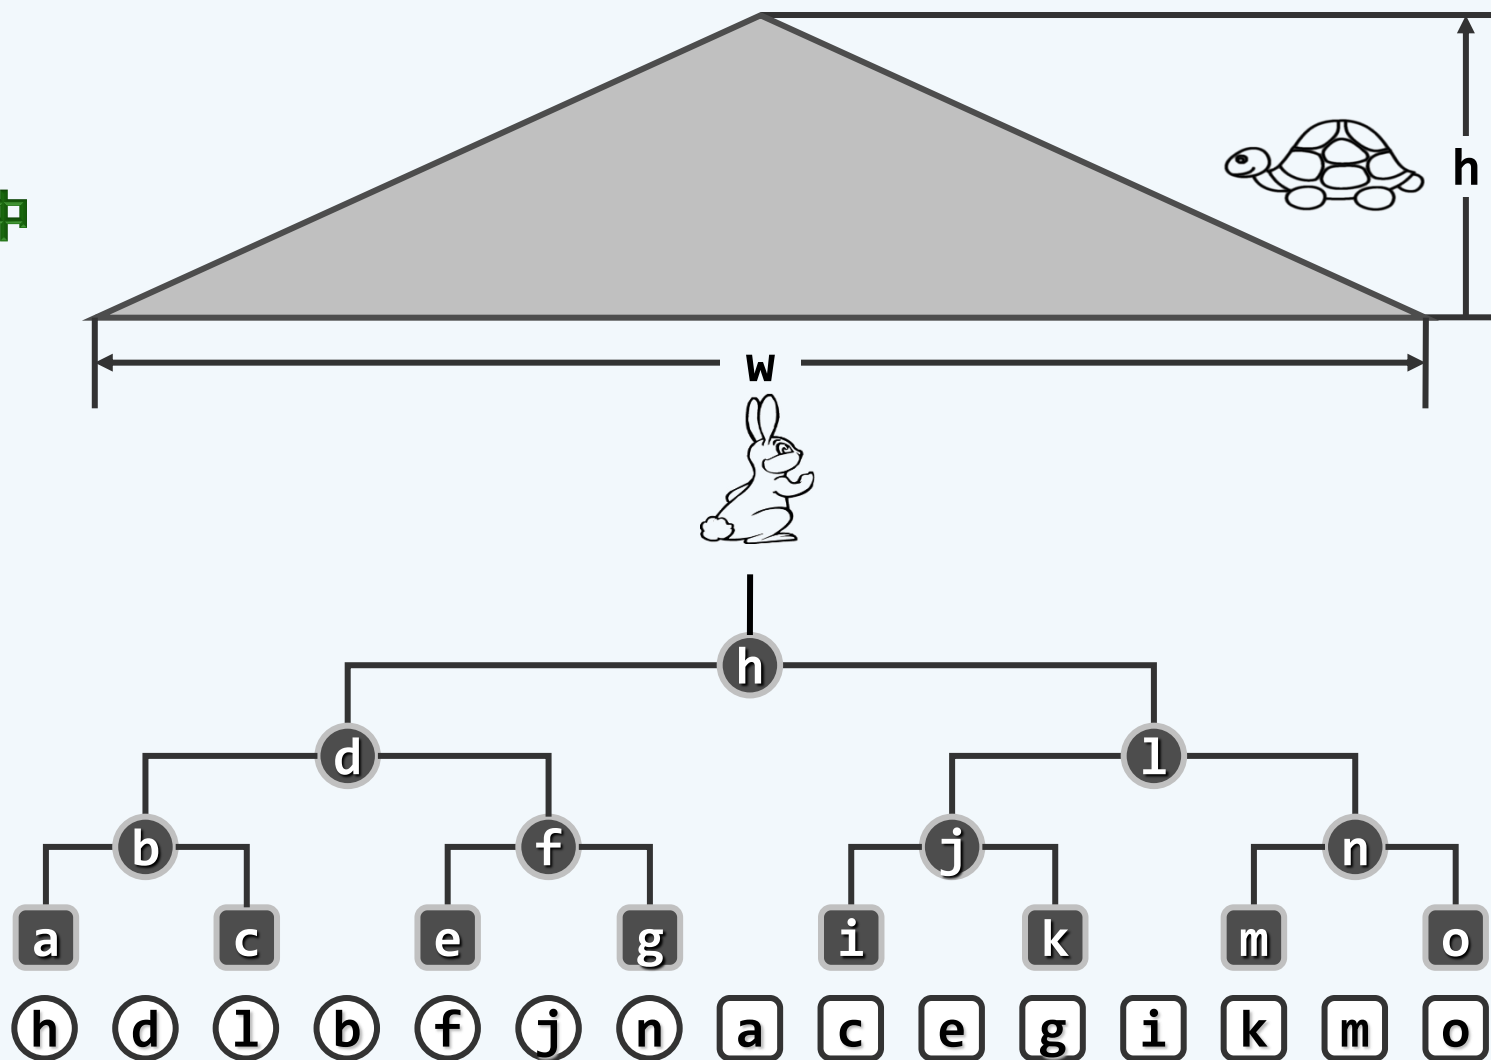 h
w
h
d l
b f j n
a c e g i k m o
h d l b f j n a c e g i k m o